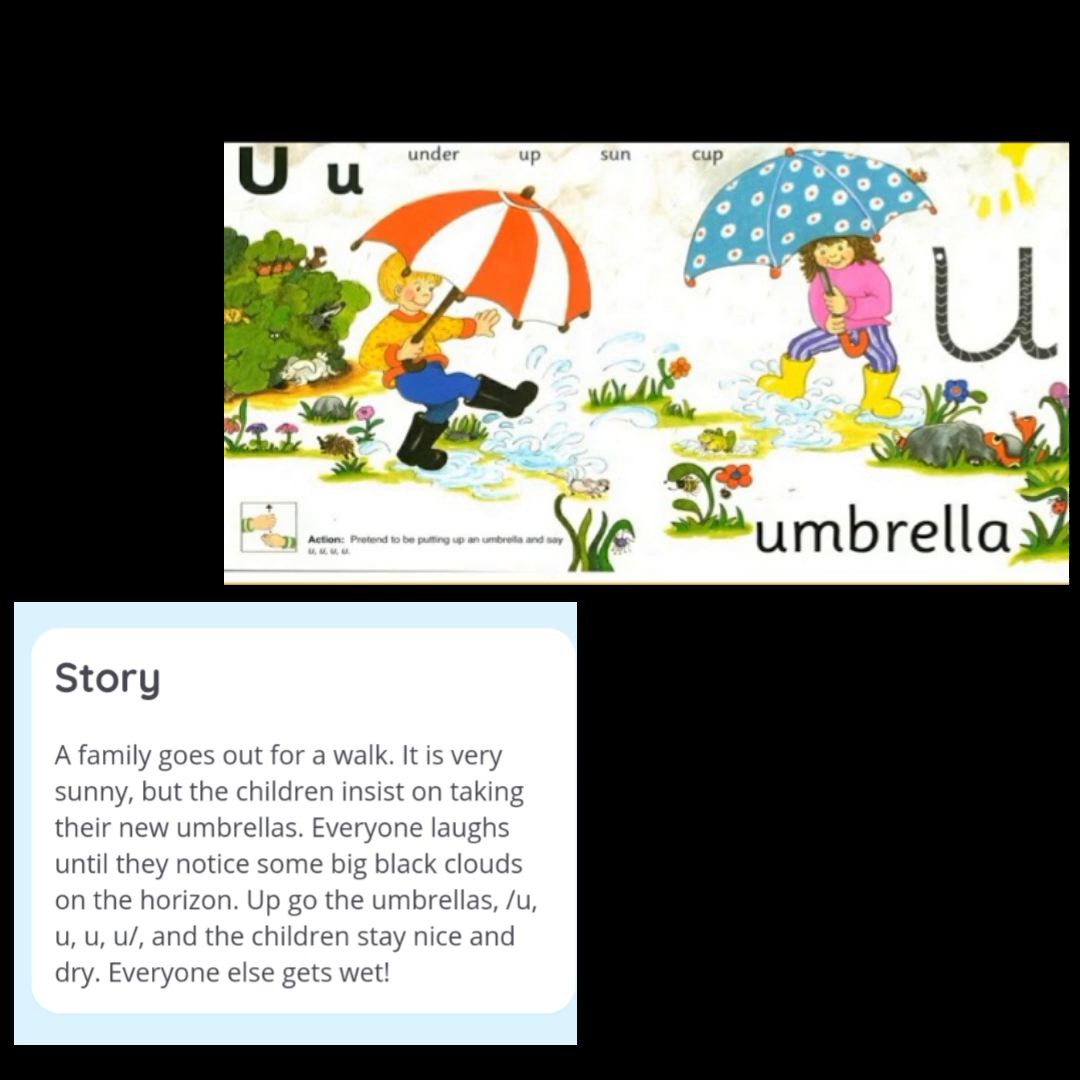 U u under up sun cup
u
umbrella
Action: Pretend to be putting up an umbrella and say
u, u, u, u.
Story
A family goes out for a walk. It is very
sunny, but the children insist on taking
their new umbrellas. Everyone laughs
until they notice some big black clouds
on the horizon. Up go the umbrellas, /u,
u, u, u/, and the children stay nice and
dry. Everyone else gets wet!